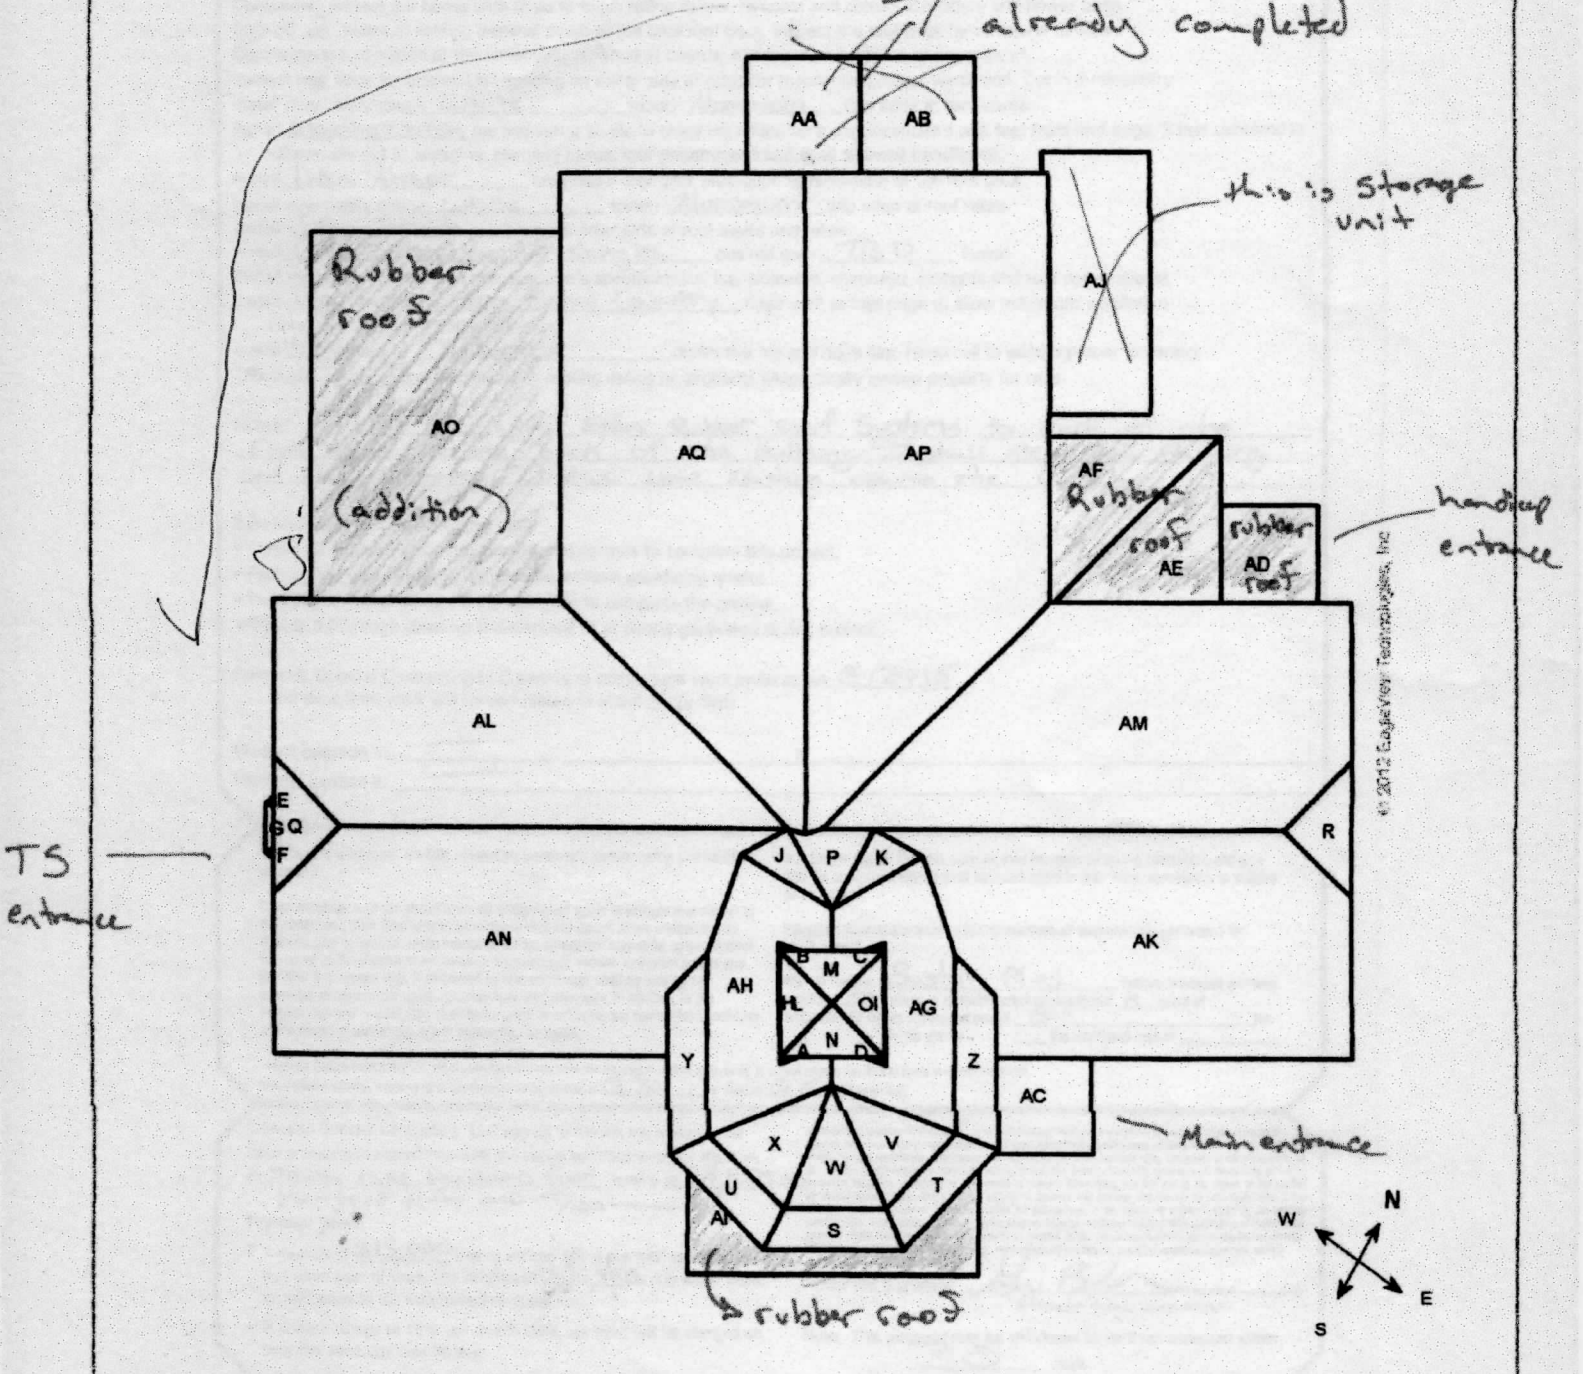 already completed
AA
AB
this is storage
unit
AJ
Rubber
roof
AO
(addition)
AQ
AP
AF
Rubber
roof
AE
rubber
AD
roof
handicap
entrance
© 2012 EagleView Technologies, Inc
AL
AM
E
G Q
F
R
TS
entrance
J
P
K
AN
AK
B
M
C
AH
H L
O I
AG
A
N
D
Y
Z
AC
Main entrance
X
V
W
U
T
AI
S
rubber roof
N
W
E
S